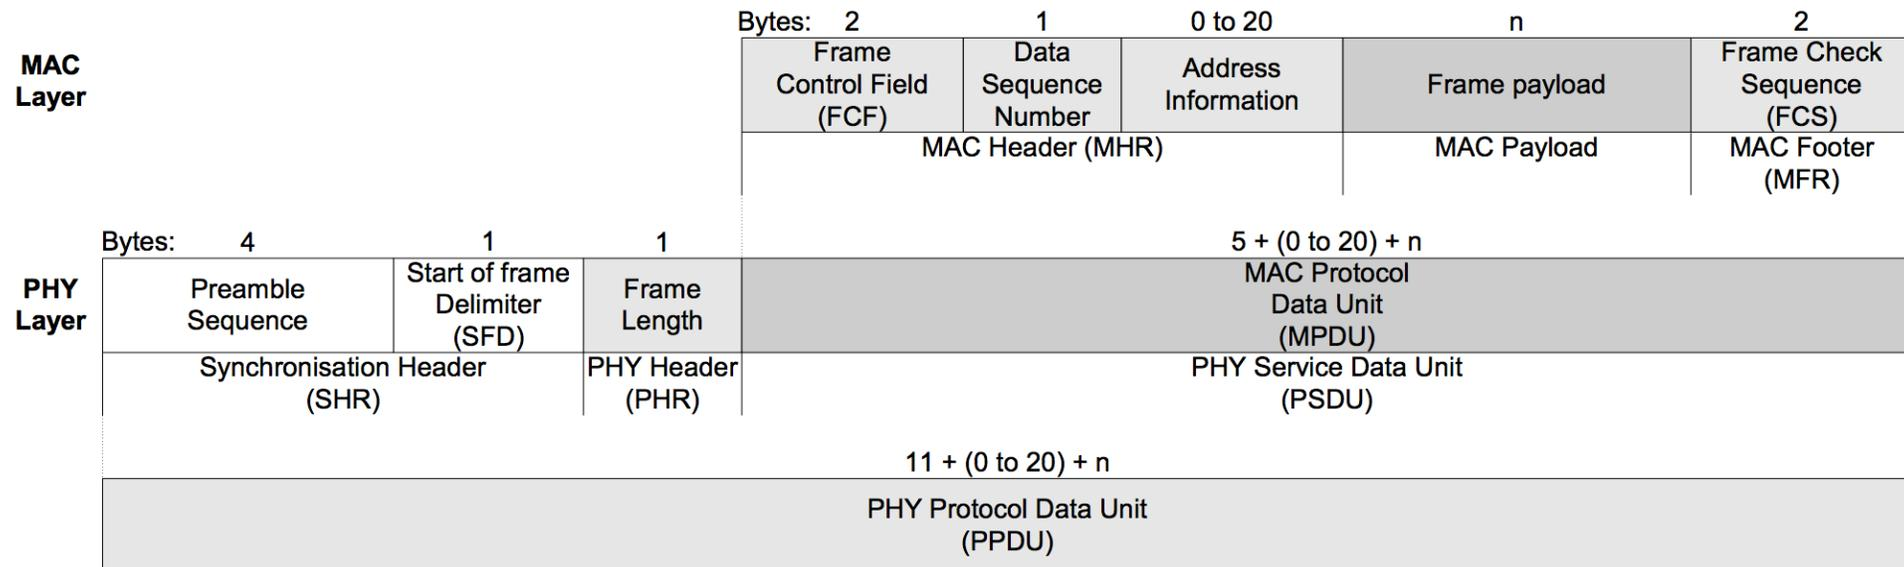 Bytes: 2 1 0 to 20 n 2
MAC
Layer
Frame
Control Field
(FCF)
Data
Sequence
Number
Address
Information
Frame payload
Frame Check
Sequence
(FCS)
MAC Header (MHR)
MAC Payload
MAC Footer
(MFR)
Bytes: 4 1 1 5 + (0 to 20) + n
PHY
Layer
Preamble
Sequence
Start of frame
Delimiter
(SFD)
Frame
Length
MAC Protocol
Data Unit
(MPDU)
Synchronisation Header
(SHR)
PHY Header
(PHR)
PHY Service Data Unit
(PSDU)
11 + (0 to 20) + n
PHY Protocol Data Unit
(PPDU)